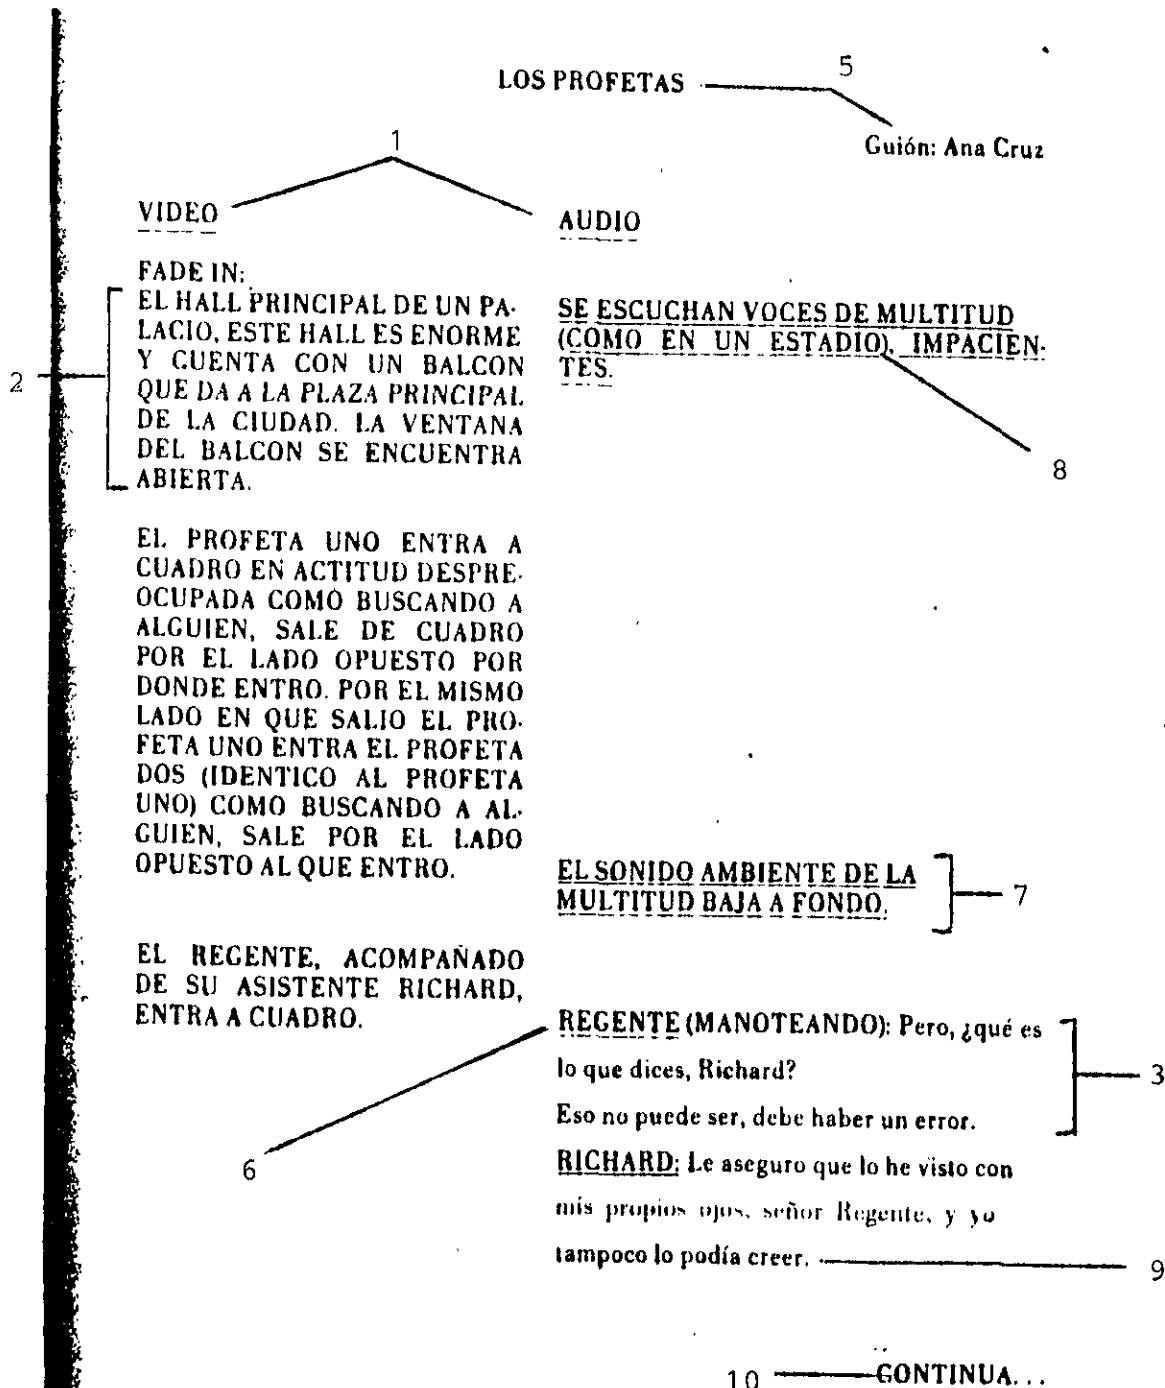 5
LOS PROFETAS
Guión: Ana Cruz
1
VIDEO
AUDIO
FADE IN:
EL HALL PRINCIPAL DE UN PA-
LACIO, ESTE HALL ES ENORME
Y CUENTA CON UN BALCON
QUE DA A LA PLAZA PRINCIPAL
DE LA CIUDAD. LA VENTANA
DEL BALCON SE ENCUENTRA
ABIERTA.
2
SE ESCUCHAN VOCES DE MULTITUD
(COMO EN UN ESTADIO), IMPACIEN-
TES.
8
EL PROFETA UNO ENTRA A
CUADRO EN ACTITUD DESPRE-
OCUPADA COMO BUSCANDO A
ALGUIEN, SALE DE CUADRO
POR EL LADO OPUESTO POR
DONDE ENTRO. POR EL MISMO
LADO EN QUE SALIO EL PRO-
FETA UNO ENTRA EL PROFETA
DOS (IDENTICO AL PROFETA
UNO) COMO BUSCANDO A AL-
GUIEN, SALE POR EL LADO
OPUESTO AL QUE ENTRO.
EL SONIDO AMBIENTE DE LA
MULTITUD BAJA A FONDO.
7
EL REGENTE, ACOMPAÑADO
DE SU ASISTENTE RICHARD,
ENTRA A CUADRO.
REGENTE (MANOTEANDO): Pero, ¿qué es
lo que dices, Richard?
Eso no puede ser, debe haber un error.
3
6
RICHARD: Le aseguro que lo he visto con
mis propios ojos, señor Regente, y yo
tampoco lo podía creer.
9
10
CONTINUA...